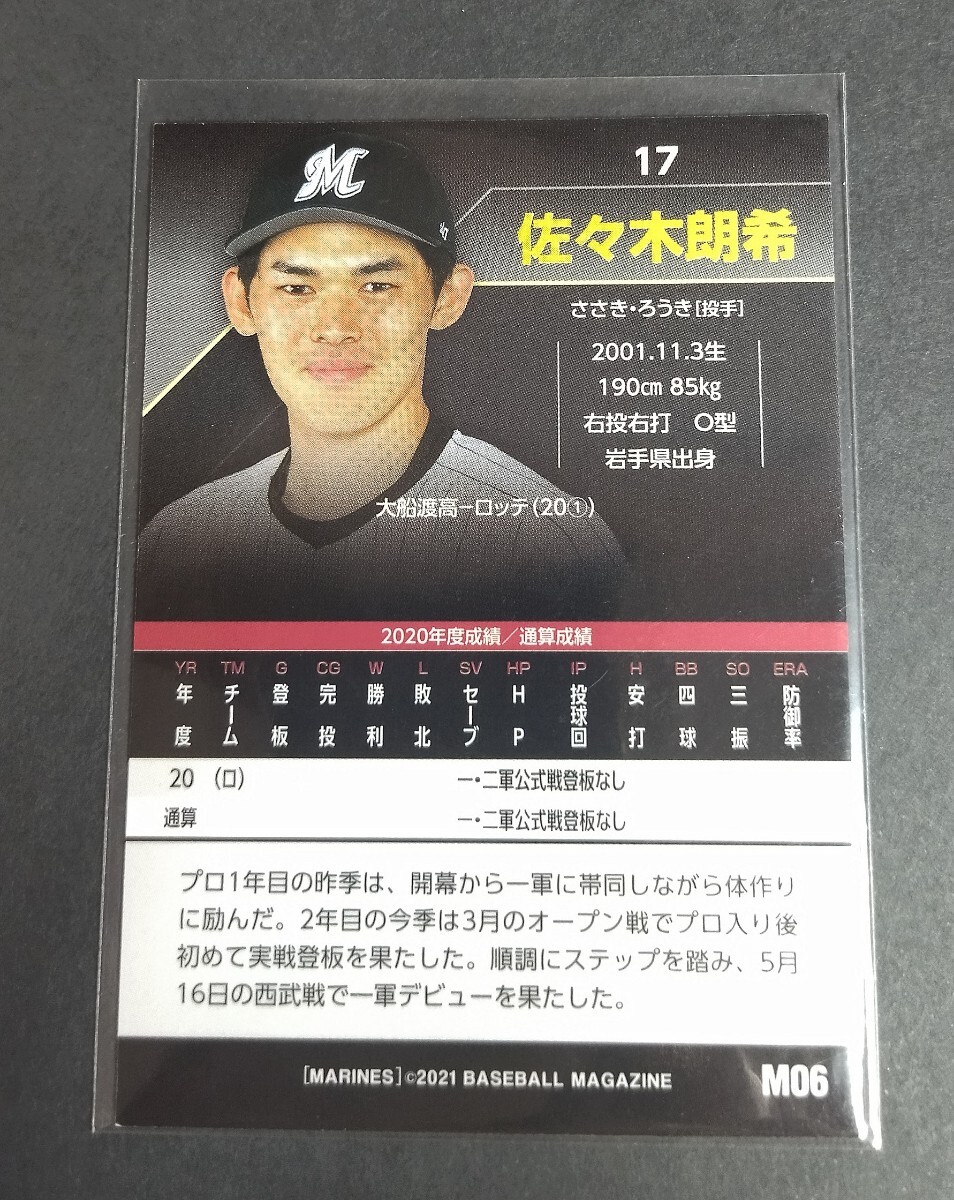 M
17
佐々木朗希
ささき・ろうき[投手]
2001.11.3生
190㎝ 85㎏
右投右打 O型
岩手県出身
大船渡高ーロッテ(20①)
2020年度成績／通算成績
YR TM G CG W L SV HP IP H BB SO ERA
年度 チーム 登板 完投 勝利 敗北 セーブ HP 投球回 安打 四球 三振 防御率
20 (ロ) 一・二軍公式戦登板なし
通算 一・二軍公式戦登板なし
プロ1年目の昨季は、開幕から一軍に帯同しながら体作り
に励んだ。2年目の今季は3月のオープン戦でプロ入り後
初めて実戦登板を果たした。順調にステップを踏み、5月
16日の西武戦で一軍デビューを果たした。
[MARINES]©2021 BASEBALL MAGAZINE
M06